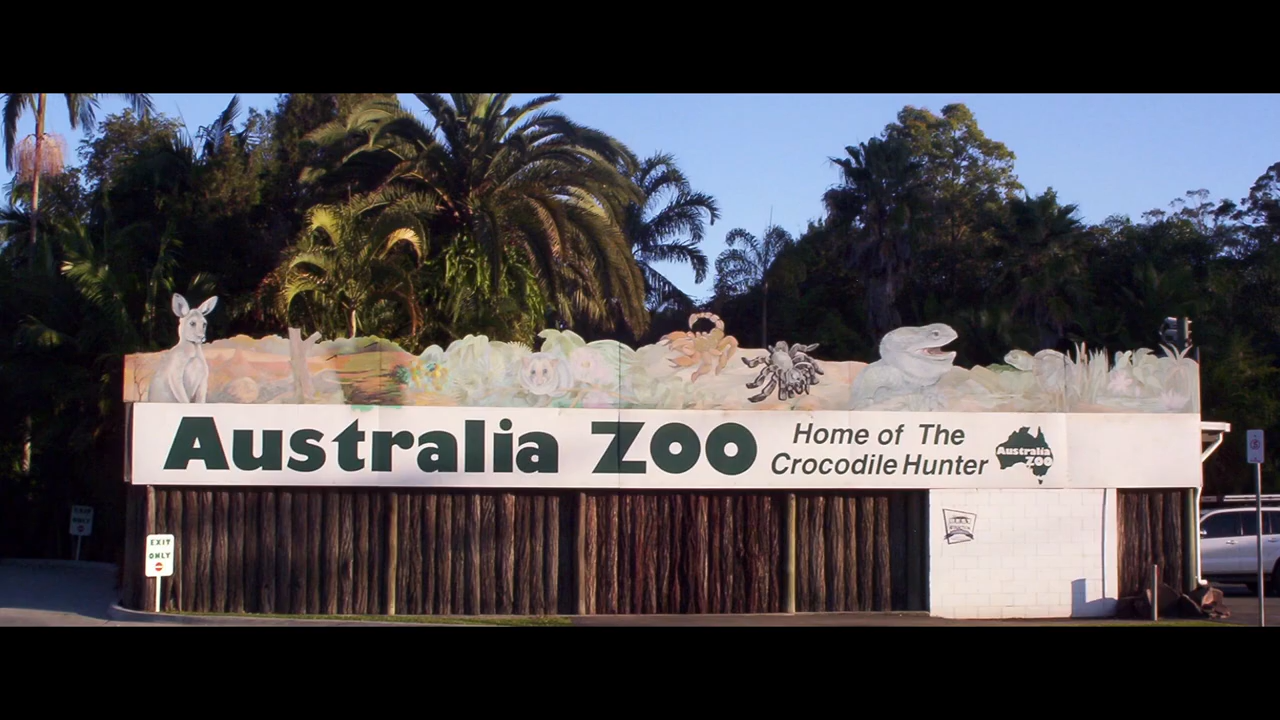 Australia ZOO
Home of The
Crocodile Hunter
Australia
ZOO
EXIT
ONLY